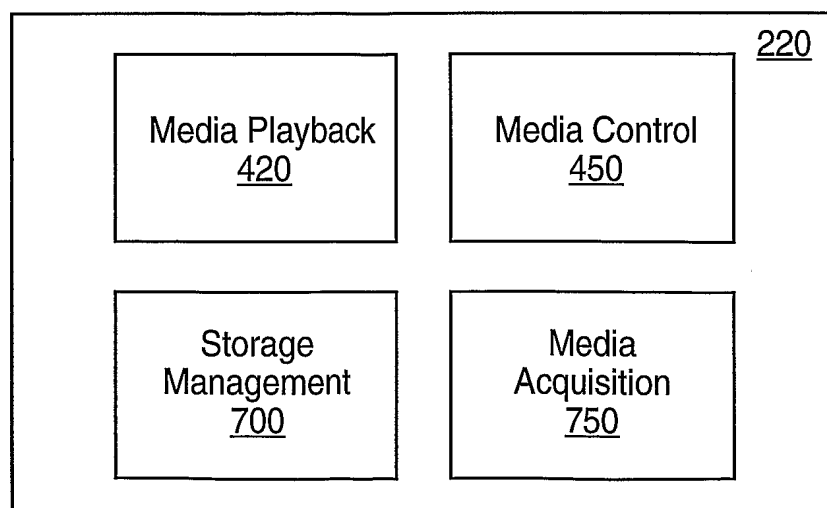 220
Media Playback
420
Media Control
450
Storage
Management
700
Media
Acquisition
750